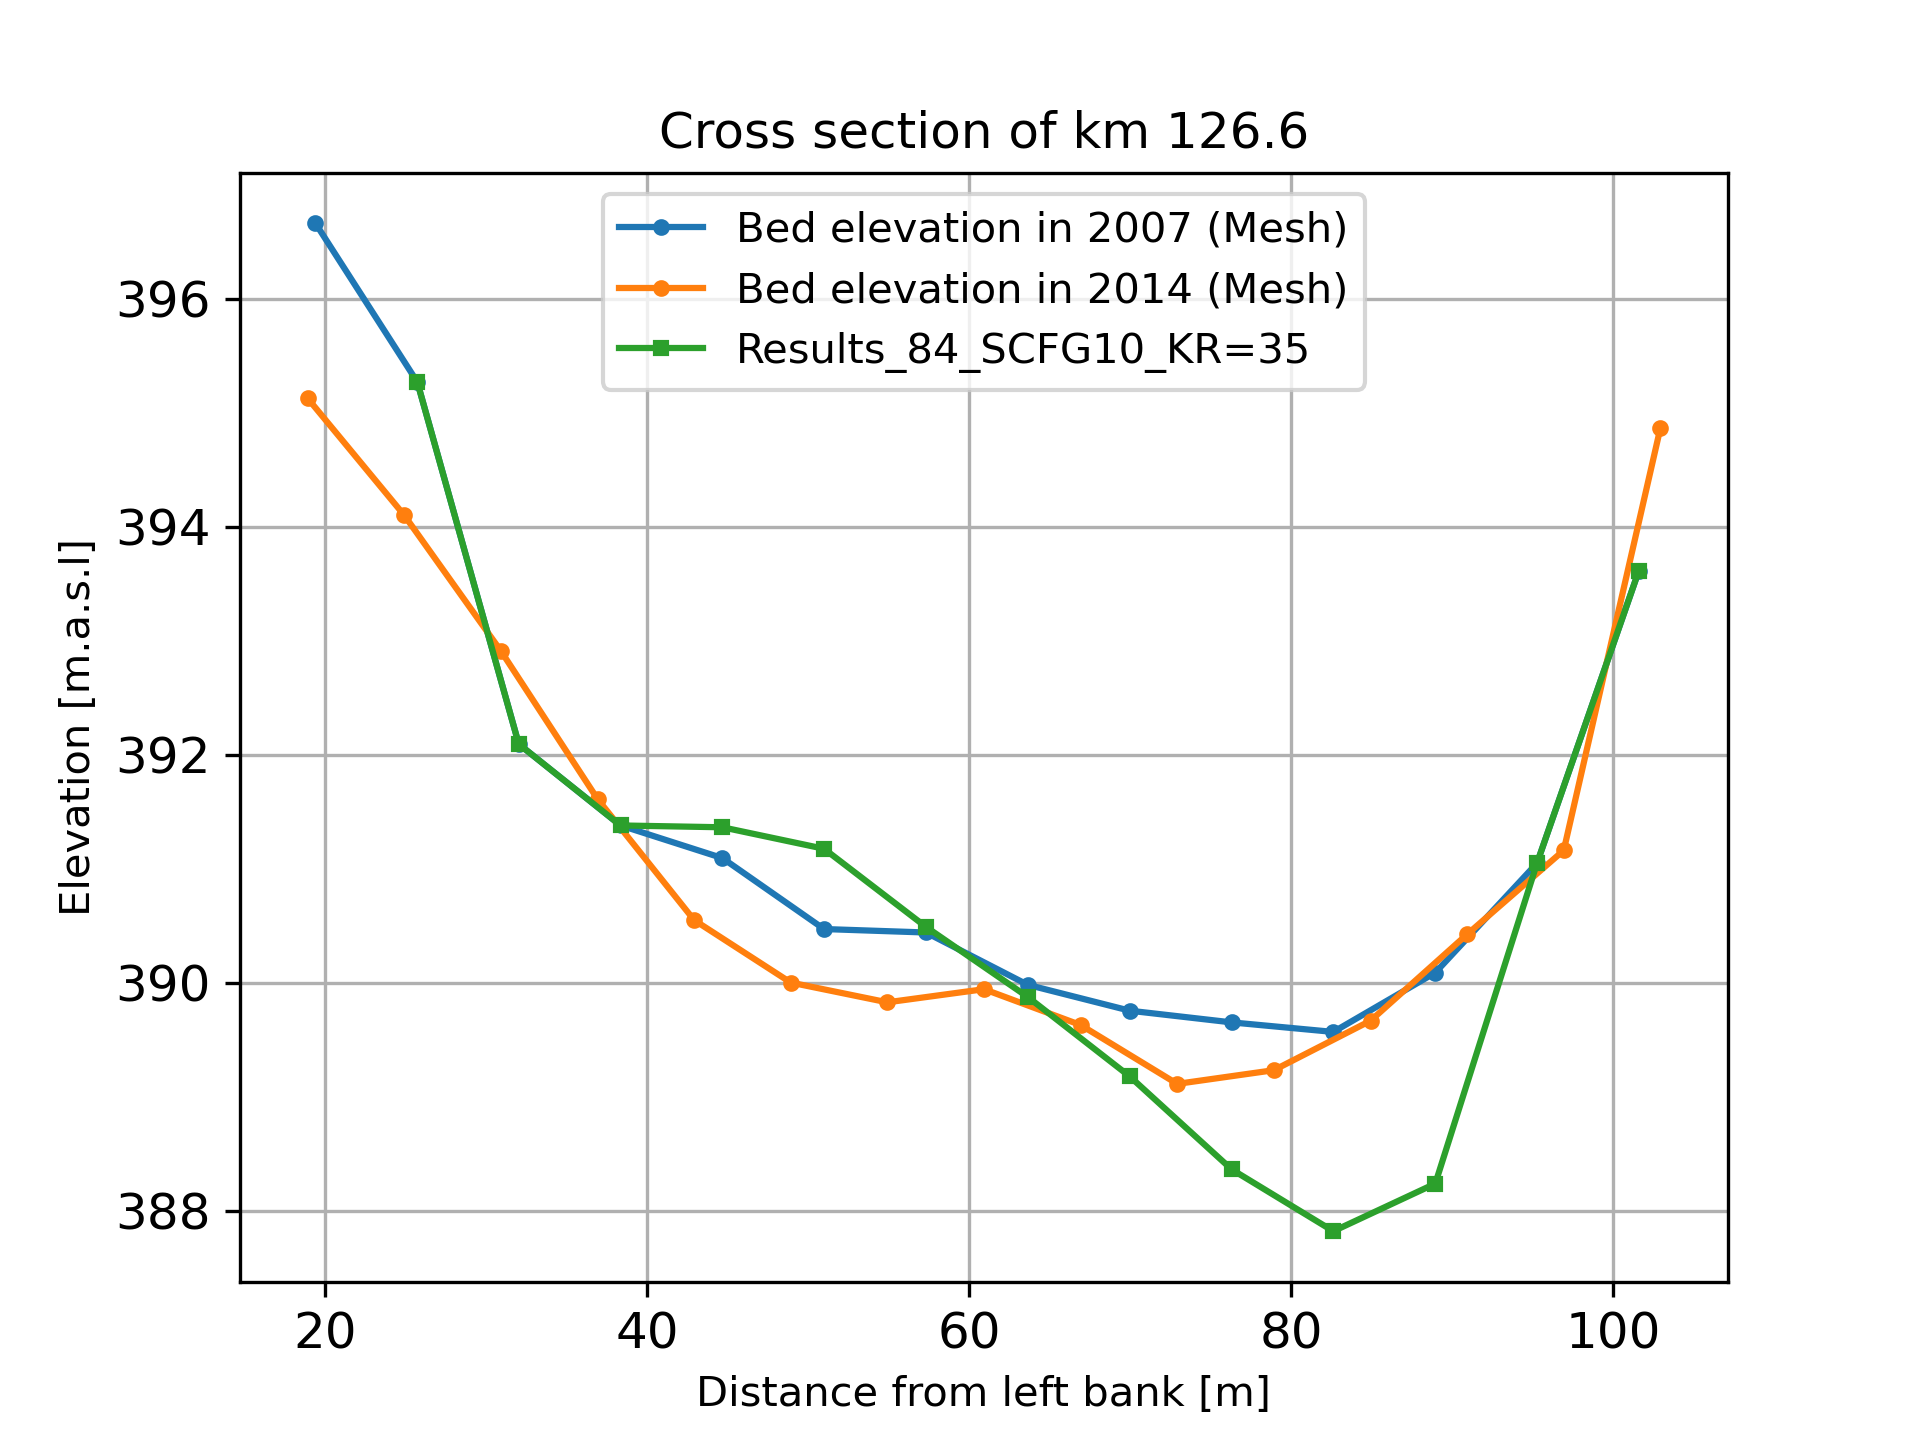 Cross section of km 126.6
Bed elevation in 2007 (Mesh)
Bed elevation in 2014 (Mesh)
Results_84_SCFG10_KR=35
Elevation [m.a.s.l]
396
394
392
390
388
20 40 60 80 100
Distance from left bank [m]